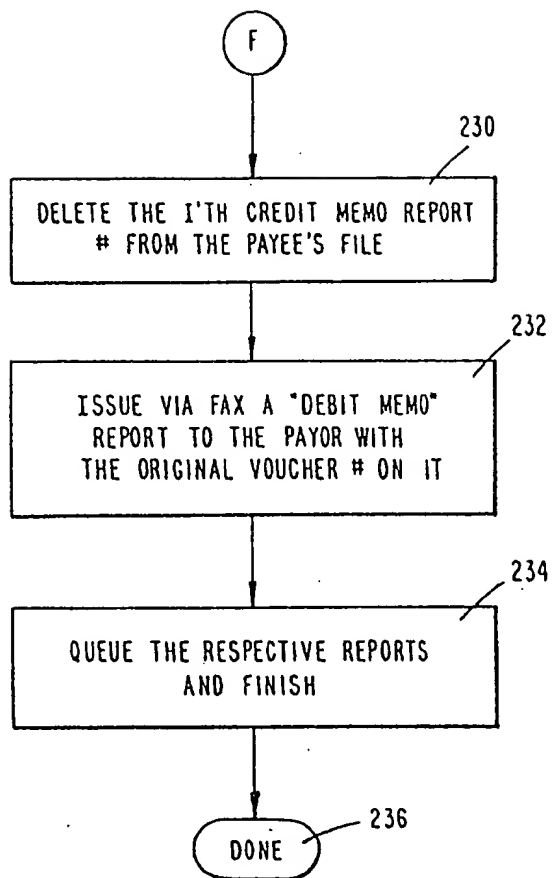 F
230
DELETE THE I'TH CREDIT MEMO REPORT
# FROM THE PAYEE'S FILE
232
ISSUE VIA FAX A "DEBIT MEMO"
REPORT TO THE PAYOR WITH
THE ORIGINAL VOUCHER # ON IT
234
QUEUE THE RESPECTIVE REPORTS
AND FINISH
236
DONE